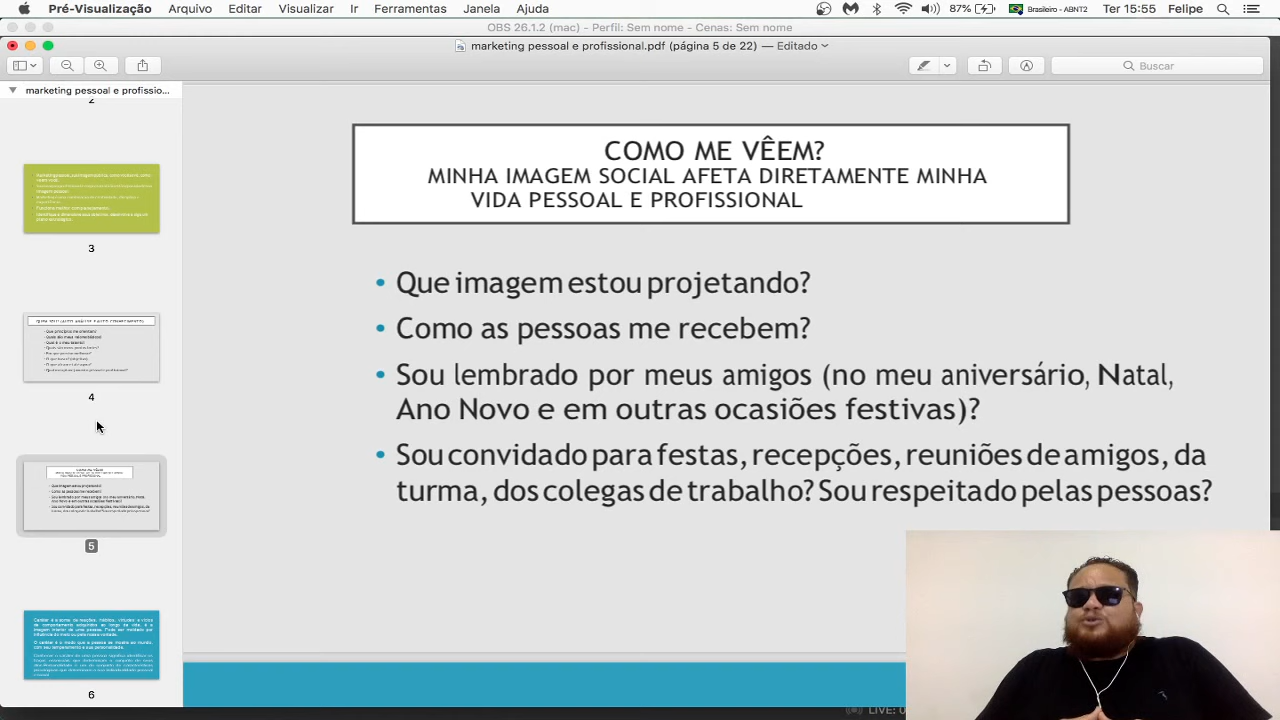 Pré-Visualização Arquivo Editar Visualizar Ir Ferramentas Janela Ajuda 87% Brasileiro - ABNT2 Ter 15:55 Felipe
OBS 26.1.2 (mac) - Perfil: Sem nome - Cenas: Sem nome
marketing pessoal e profissional.pdf (página 5 de 22) — Editado
Buscar
marketing pessoal e profissio...
2
3
4
5
6
COMO ME VÊEM?
MINHA IMAGEM SOCIAL AFETA DIRETAMENTE MINHA
VIDA PESSOAL E PROFISSIONAL
• Que imagem estou projetando?
• Como as pessoas me recebem?
• Sou lembrado por meus amigos (no meu aniversário, Natal,
Ano Novo e em outras ocasiões festivas)?
• Sou convidado para festas, recepções, reuniões de amigos, da
turma, dos colegas de trabalho? Sou respeitado pelas pessoas?
LIVE: